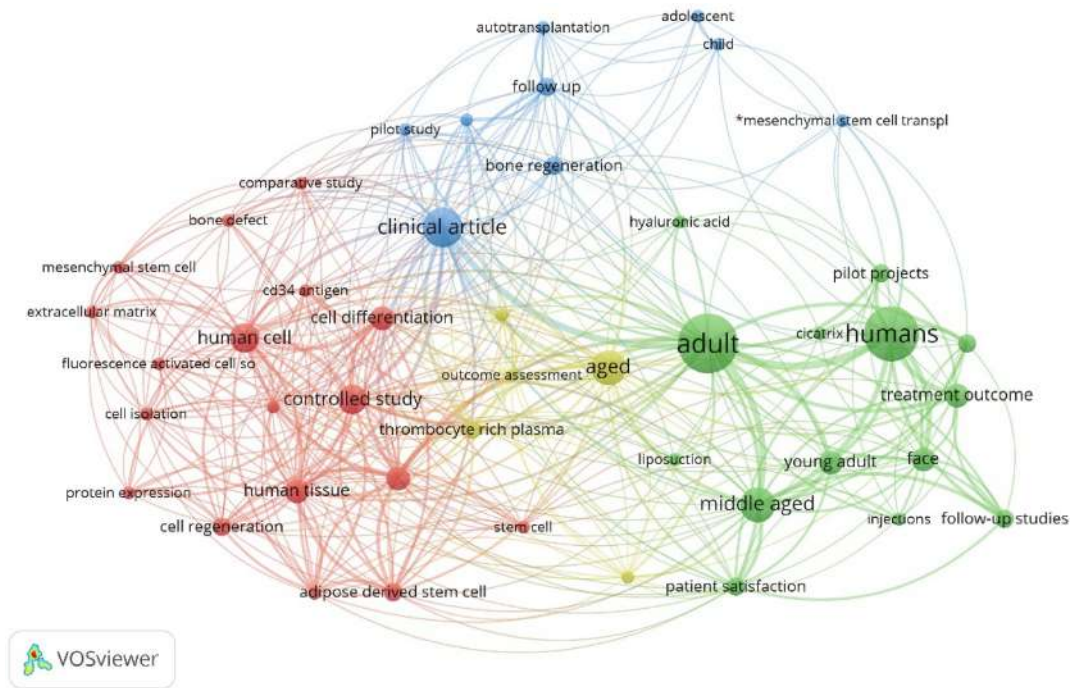 autotransplantation
adolescent
child
follow up
*mesenchymal stem cell transpl
pilot study
bone regeneration
comparative study
bone defect
clinical article
hyaluronic acid
mesenchymal stem cell
cd34 antigen
pilot projects
extracellular matrix
cell differentiation
human cell
adult
cicatrix
humans
fluorescence activated cell so
outcome assessment
aged
controlled study
treatment outcome
cell isolation
thrombocyte rich plasma
liposuction
young adult
face
protein expression
human tissue
middle aged
cell regeneration
stem cell
injections
follow-up studies
adipose derived stem cell
patient satisfaction
VOSviewer